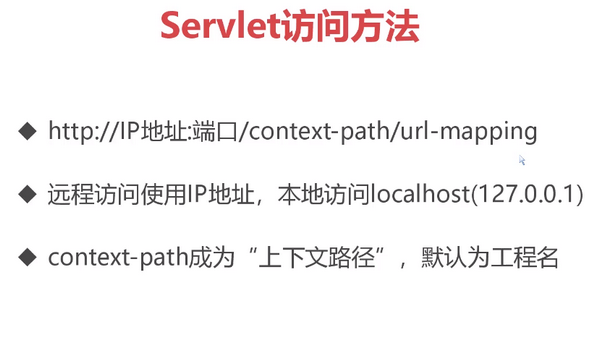 Servlet访问方法
◆ http://IP地址:端口/context-path/url-mapping
◆ 远程访问使用IP地址，本地访问localhost(127.0.0.1)
◆ context-path成为“上下文路径”，默认为工程名